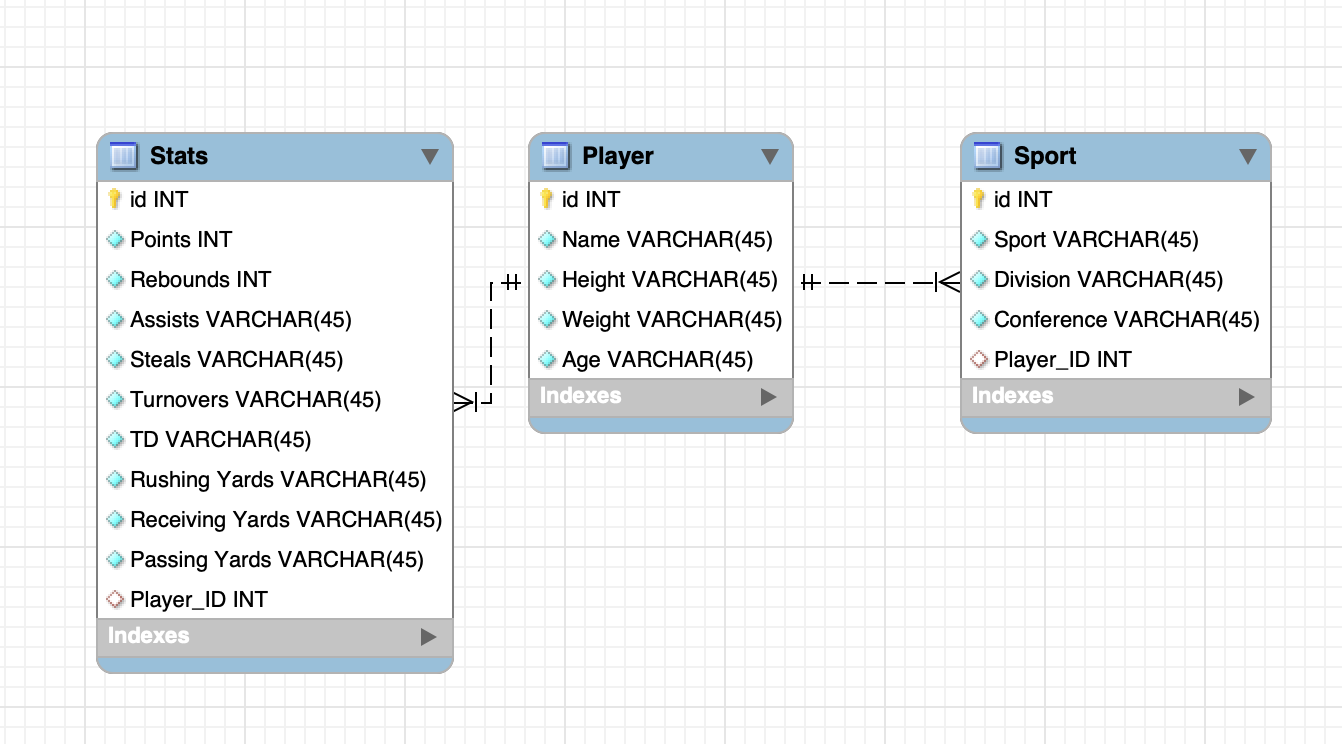 Stats
id INT
Points INT
Rebounds INT
Assists VARCHAR(45)
Steals VARCHAR(45)
Turnovers VARCHAR(45)
TD VARCHAR(45)
Rushing Yards VARCHAR(45)
Receiving Yards VARCHAR(45)
Passing Yards VARCHAR(45)
Player_ID INT
Indexes
Player
id INT
Name VARCHAR(45)
Height VARCHAR(45)
Weight VARCHAR(45)
Age VARCHAR(45)
Indexes
Sport
id INT
Sport VARCHAR(45)
Division VARCHAR(45)
Conference VARCHAR(45)
Player_ID INT
Indexes